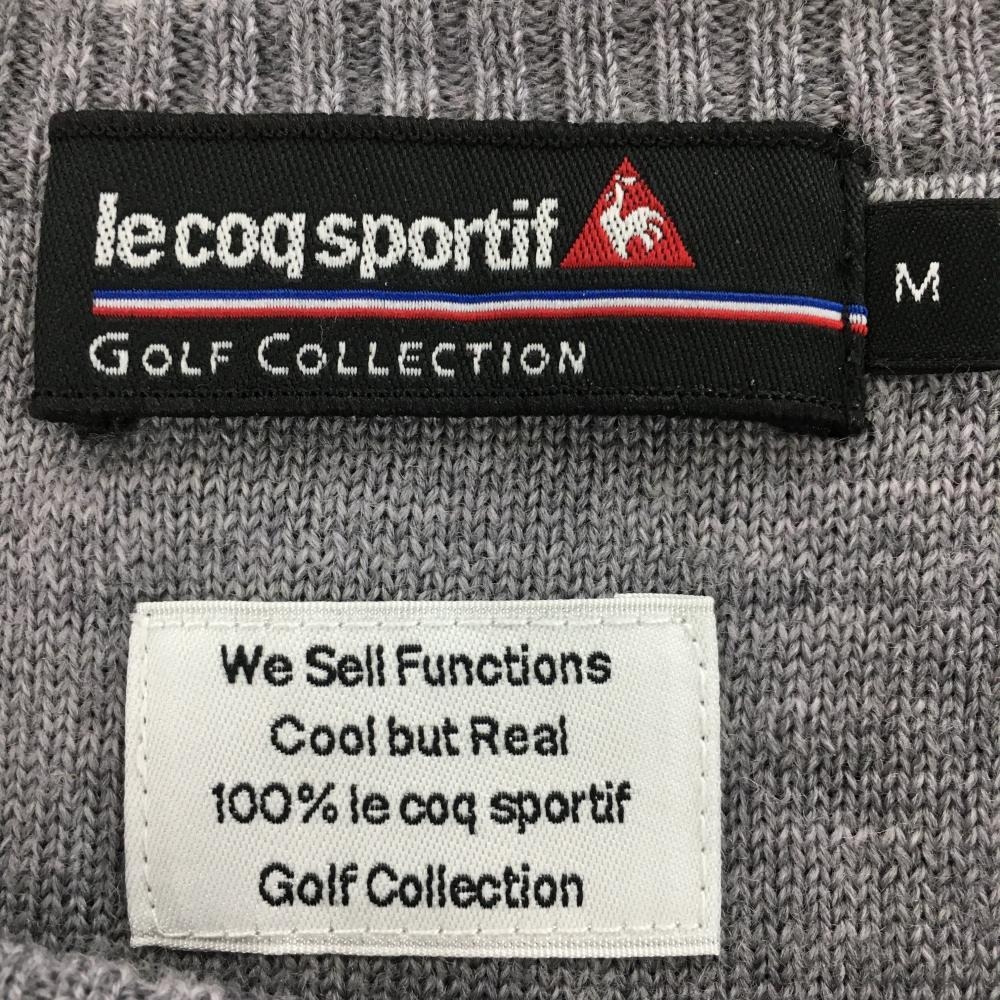 le coq sportif
M
GOLF COLLECTION
We Sell Functions
Cool but Real
100% le coq sportif
Golf Collection